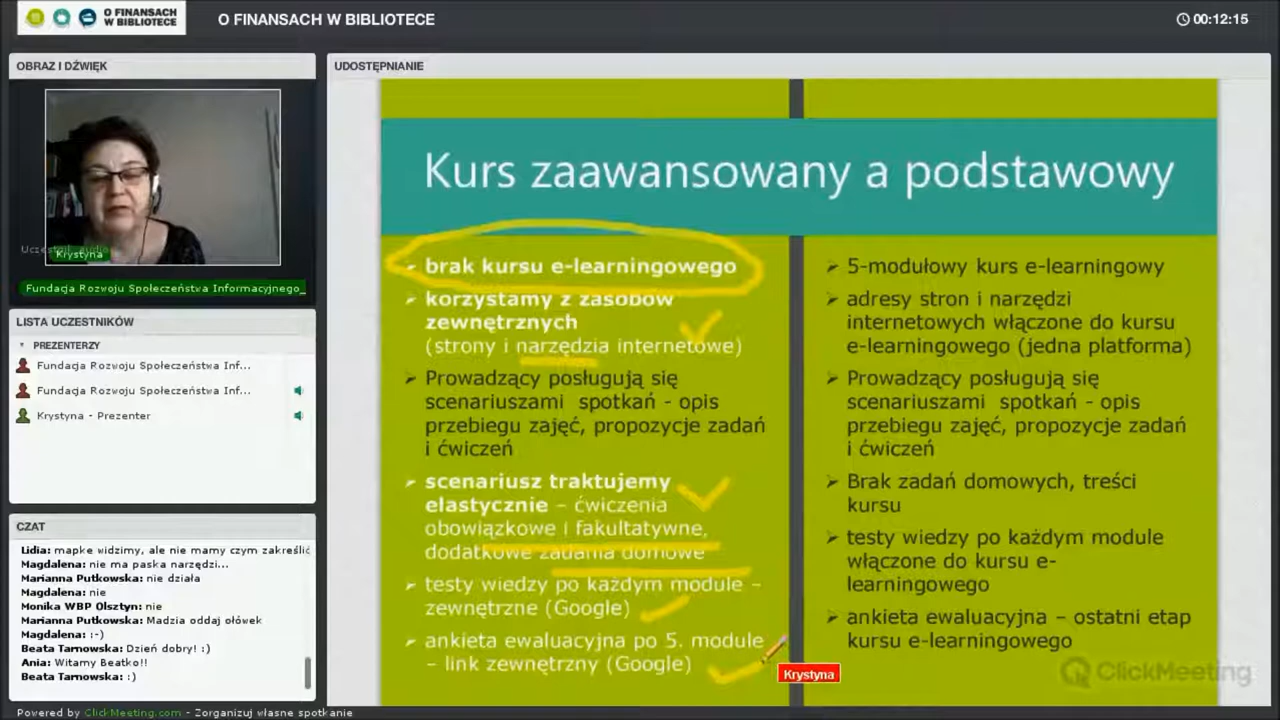 O FINANSACH
W BIBLIOTECE
O FINANSACH W BIBLIOTECE
00:12:15
OBRAZ I DŹWIĘK
Krystyna
Fundacja Rozwoju Społeczeństwa Informacyjnego_
LISTA UCZESTNIKÓW
PREZENTERZY
Fundacja Rozwoju Społeczeństwa Inf...
Fundacja Rozwoju Społeczeństwa Inf...
Krystyna - Prezenter
CZAT
Lidia: mapke widzimy, ale nie mamy czym zakreślić
Magdalena: nie ma paska narzędzi...
Marianna Putkowska: nie działa
Magdalena: nie
Monika WBP Olsztyn: nie
Marianna Putkowska: Madzia oddaj ołówek
Magdalena: :-)
Beata Tarnowska: Dzień dobry! :)
Ania: Witamy Beatko!!
Beata Tarnowska: :)
UDOSTĘPNIANIE
Kurs zaawansowany a podstawowy
brak kursu e-learningowego
korzystamy z zasobów
zewnętrznych
(strony i narzędzia internetowe)
Prowadzący posługują się
scenariuszami spotkań - opis
przebiegu zajęć, propozycje zadań
i ćwiczeń
scenariusz traktujemy
elastycznie – ćwiczenia
obowiązkowe i fakultatywne,
dodatkowe zadania domowe
testy wiedzy po każdym module –
zewnętrzne (Google)
ankieta ewaluacyjna po 5. module
– link zewnętrzny (Google)
5-modułowy kurs e-learningowy
adresy stron i narzędzi
internetowych włączone do kursu
e-learningowego (jedna platforma)
Prowadzący posługują się
scenariuszami spotkań - opis
przebiegu zajęć, propozycje zadań
i ćwiczeń
Brak zadań domowych, treści
kursu
testy wiedzy po każdym module
włączone do kursu e-
learningowego
ankieta ewaluacyjna – ostatni etap
kursu e-learningowego
Krystyna
ClickMeeting
Powered by ClickMeeting.com - Zorganizuj własne spotkanie